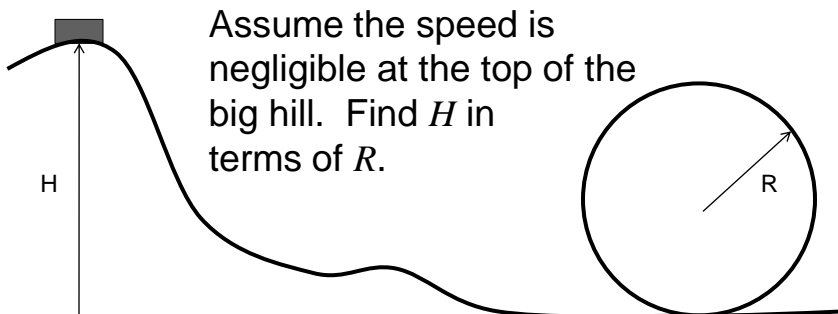 Assume the speed is
negligible at the top of the
big hill. Find H in
terms of R.
H
R